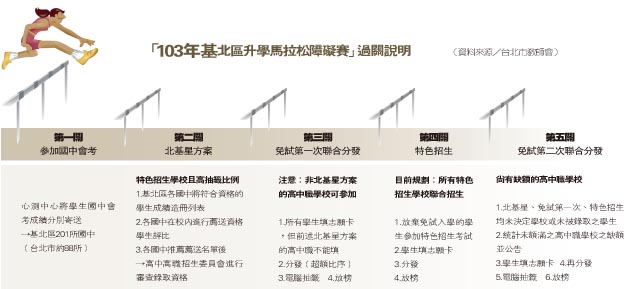 「103年基北區升學馬拉松障礙賽」過關說明
（資料來源／台北市教師會）
第一關
參加國中會考
心測中心將學生國中會
考成績分別寄送
→基北區201所國中
（台北市約88所）
第二關
北基星方案
特色招生學校且高抽籤比例
1.基北區各國中將符合資格的
學生成績造冊列表
2.各國中在校內進行薦送資格
學生評比
3.各國中推薦薦送名單後
→高中高職招生委員會進行
審查錄取資格
第三關
免試第一次聯合分發
注意：非北基星方案
的高中職學校可參加
1.所有學生填志願卡
，但前述北基星方案
的高中職不能填
2.分發（超額比序）
3.電腦抽籤 4.放榜
第四關
特色招生
目前規劃：所有特色
招生學校聯合招生
1.放棄免試入學的學
生參加特色招生考試
2.學生填志願卡
3.分發
4.放榜
第五關
免試第二次聯合分發
尚有缺額的高中職學校
1.北基星、免試第一次、特色招生
均未決定學校或未被錄取之學生
2.統計未額滿之高中職學校之缺額
並公告
3.學生填志願卡 4.再分發
5.電腦抽籤 6.放榜